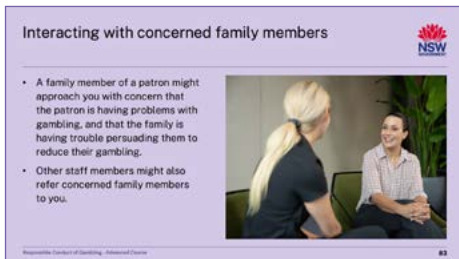 Interacting with concerned family members
NSW
GOVERNMENT
• A family member of a patron might
approach you with concern that
the patron is having problems with
gambling, and that the family is
having trouble persuading them to
reduce their gambling.
• Other staff members might also
refer concerned family members
to you.
Responsible Conduct of Gambling - Advanced Course
83